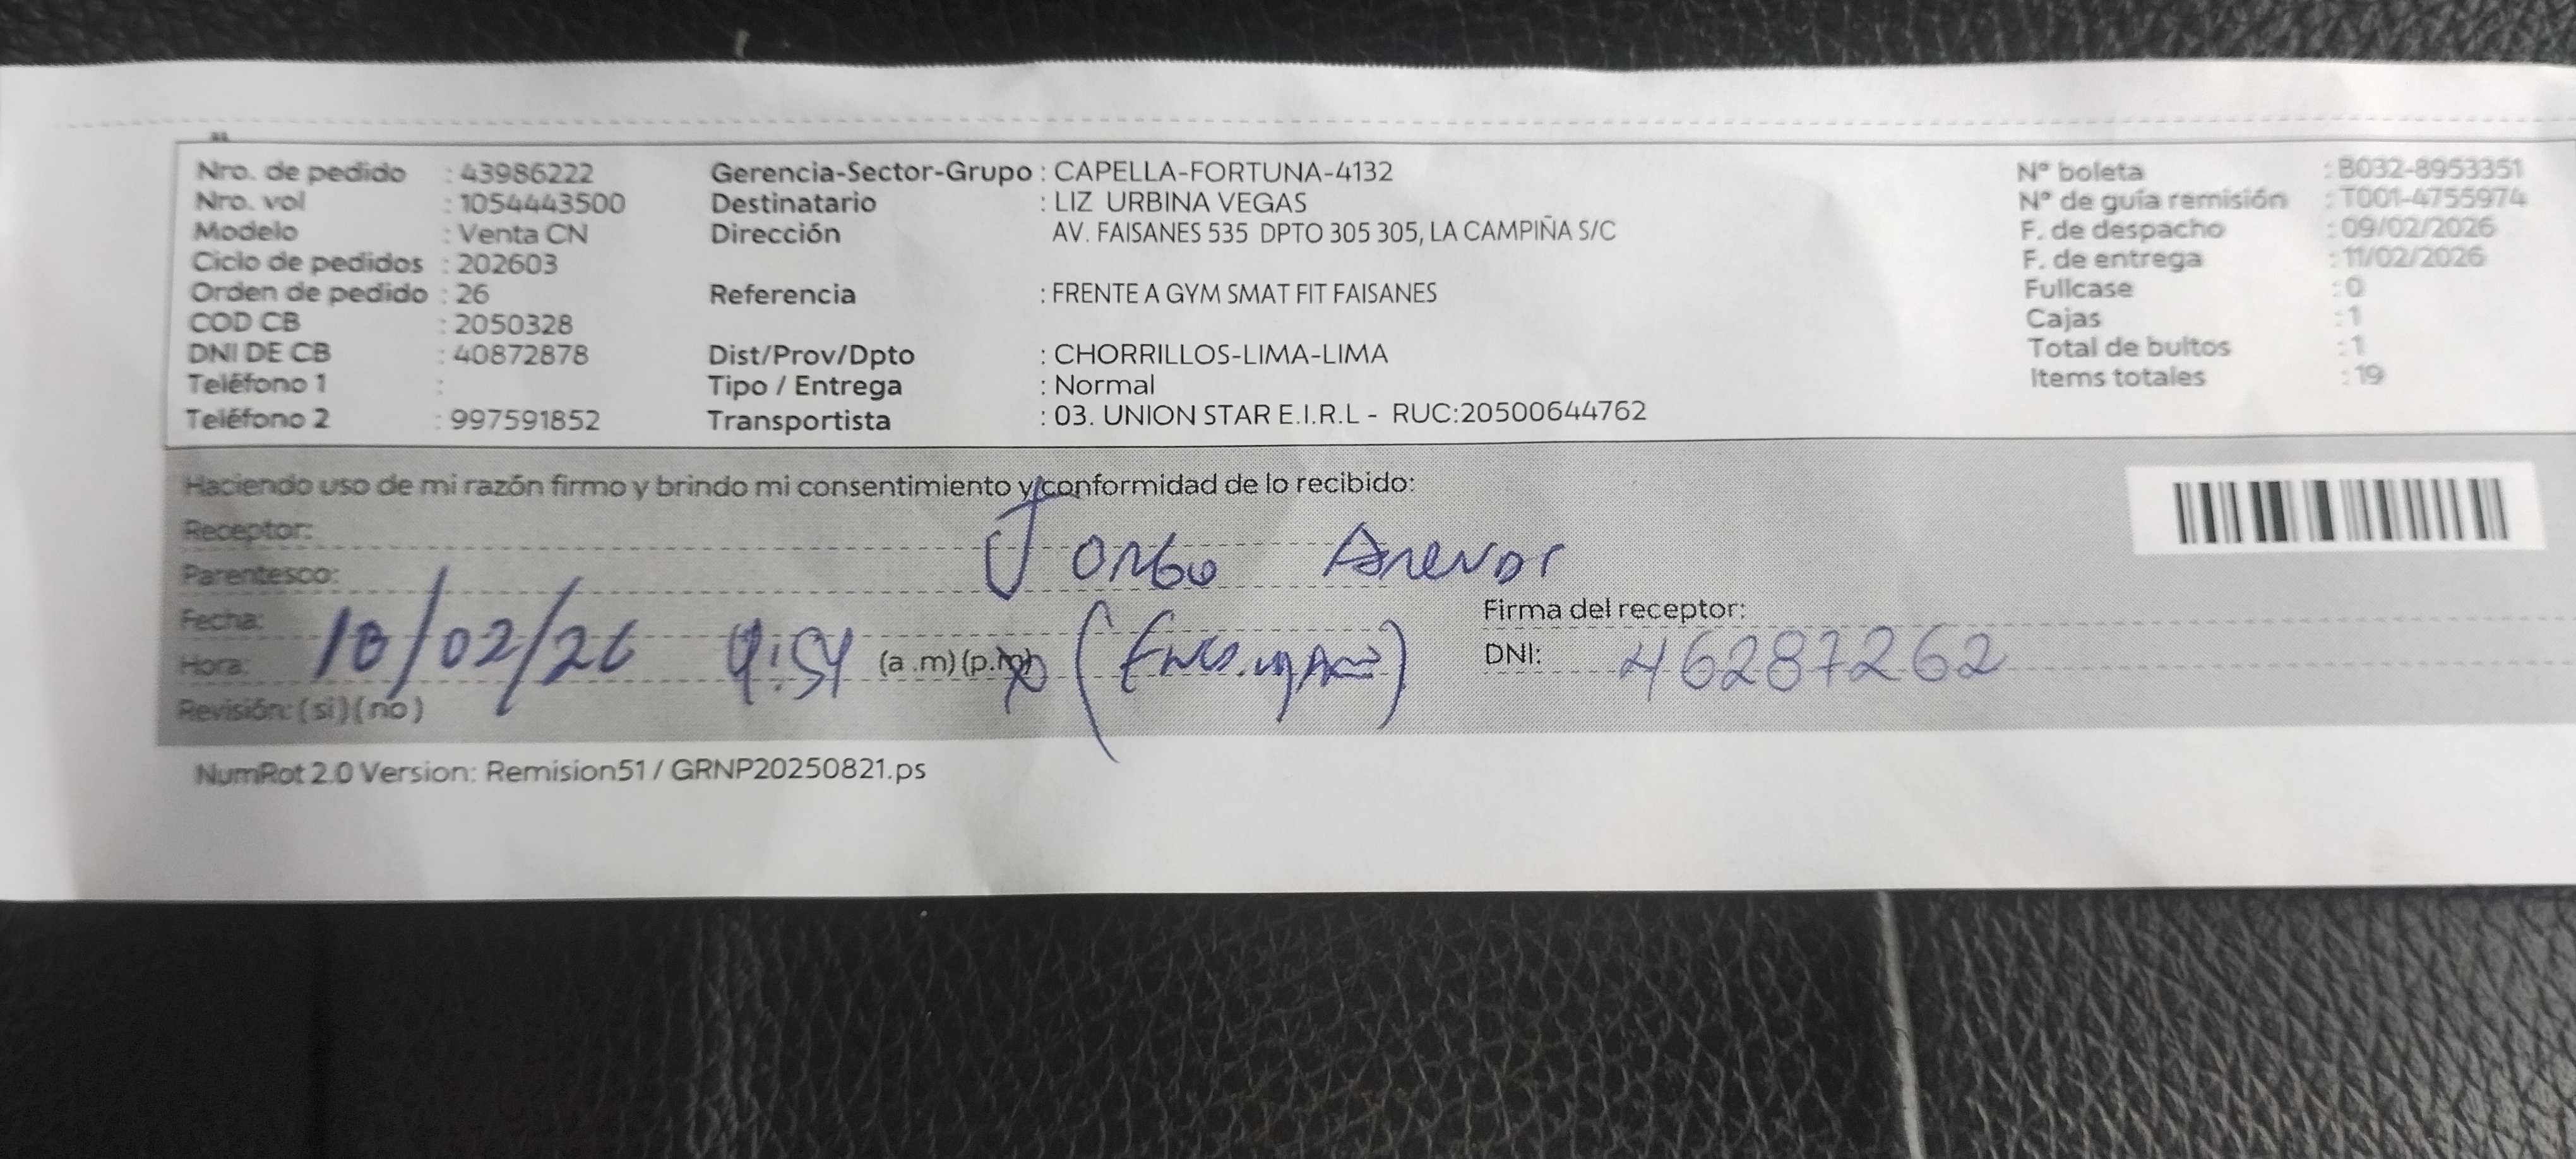 Nro. de pedido : 43986222 Gerencia-Sector-Grupo : CAPELLA-FORTUNA-4132 N° boleta : B032-8953351
Nro. vol : 1054443500 Destinatario : LIZ URBINA VEGAS N° de guía remisión : T001-4755974
Modelo : Venta CN Dirección AV. FAISANES 535 DPTO 305 305, LA CAMPIÑA S/C F. de despacho : 09/02/2026
Ciclo de pedidos : 202603 F. de entrega : 11/02/2026
Orden de pedido : 26 Referencia : FRENTE A GYM SMAT FIT FAISANES Fullcase : 0
COD CB : 2050328 Cajas : 1
DNI DE CB : 40872878 Dist/Prov/Dpto : CHORRILLOS-LIMA-LIMA Total de bultos : 1
Teléfono 1 : Tipo / Entrega : Normal Items totales : 19
Teléfono 2 : 997591852 Transportista : 03. UNION STAR E.I.R.L - RUC:20500644762
Haciendo uso de mi razón firmo y brindo mi consentimiento y conformidad de lo recibido:
Receptor:
Parentesco:
Fecha: 10/02/26 Firma del receptor:
Hora: (a .m) (p.m) DNI: 46287262
Revisión: ( si ) ( no )
NumRot 2.0 Version: Remision51 / GRNP20250821.ps